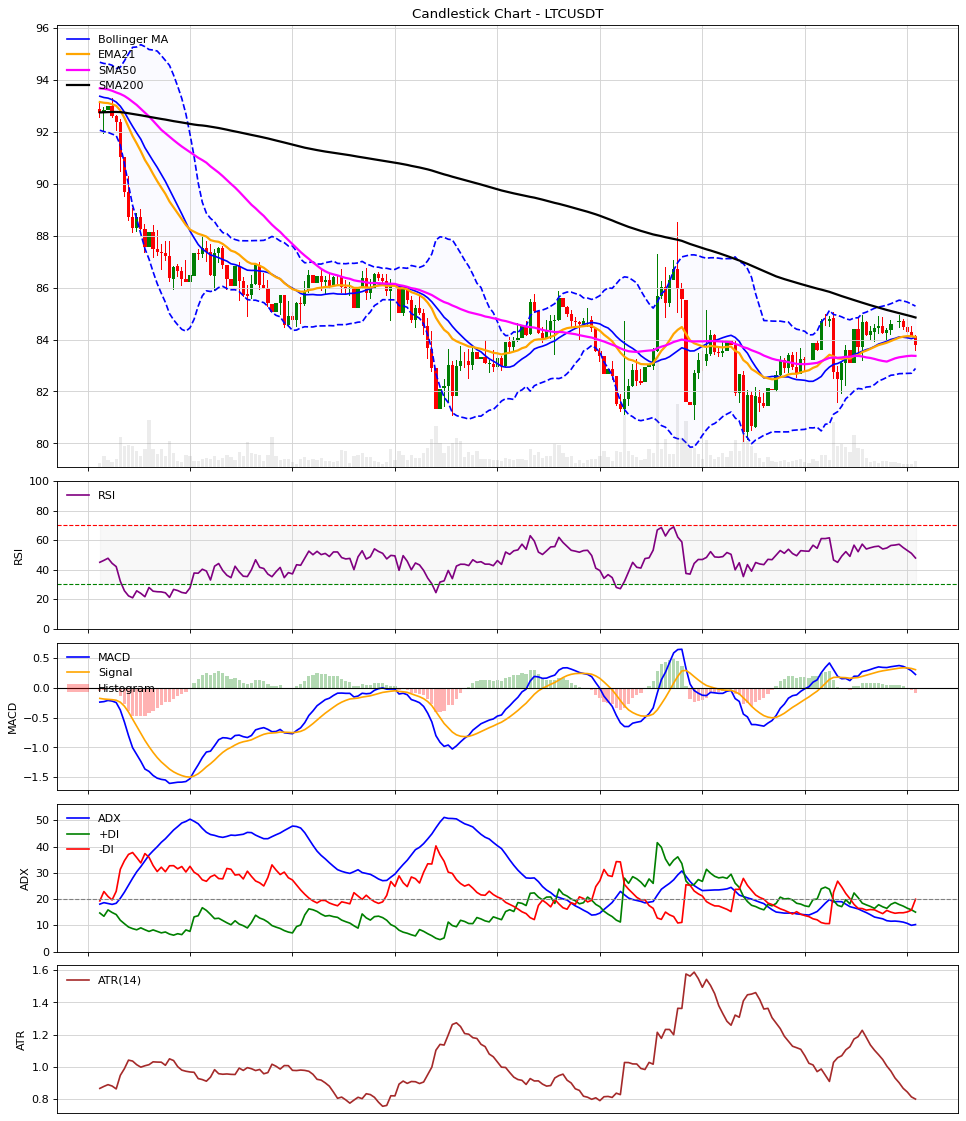 Candlestick Chart - LTCUSDT
96
94
92
90
88
86
84
82
80
Bollinger MA
EMA21
SMA50
SMA200
100
80
60
40
20
0
RSI
RSI
0.5
0.0
−0.5
−1.0
−1.5
MACD
MACD
Signal
Histogram
50
40
30
20
10
0
ADX
ADX
+DI
-DI
1.6
1.4
1.2
1.0
0.8
ATR
ATR(14)